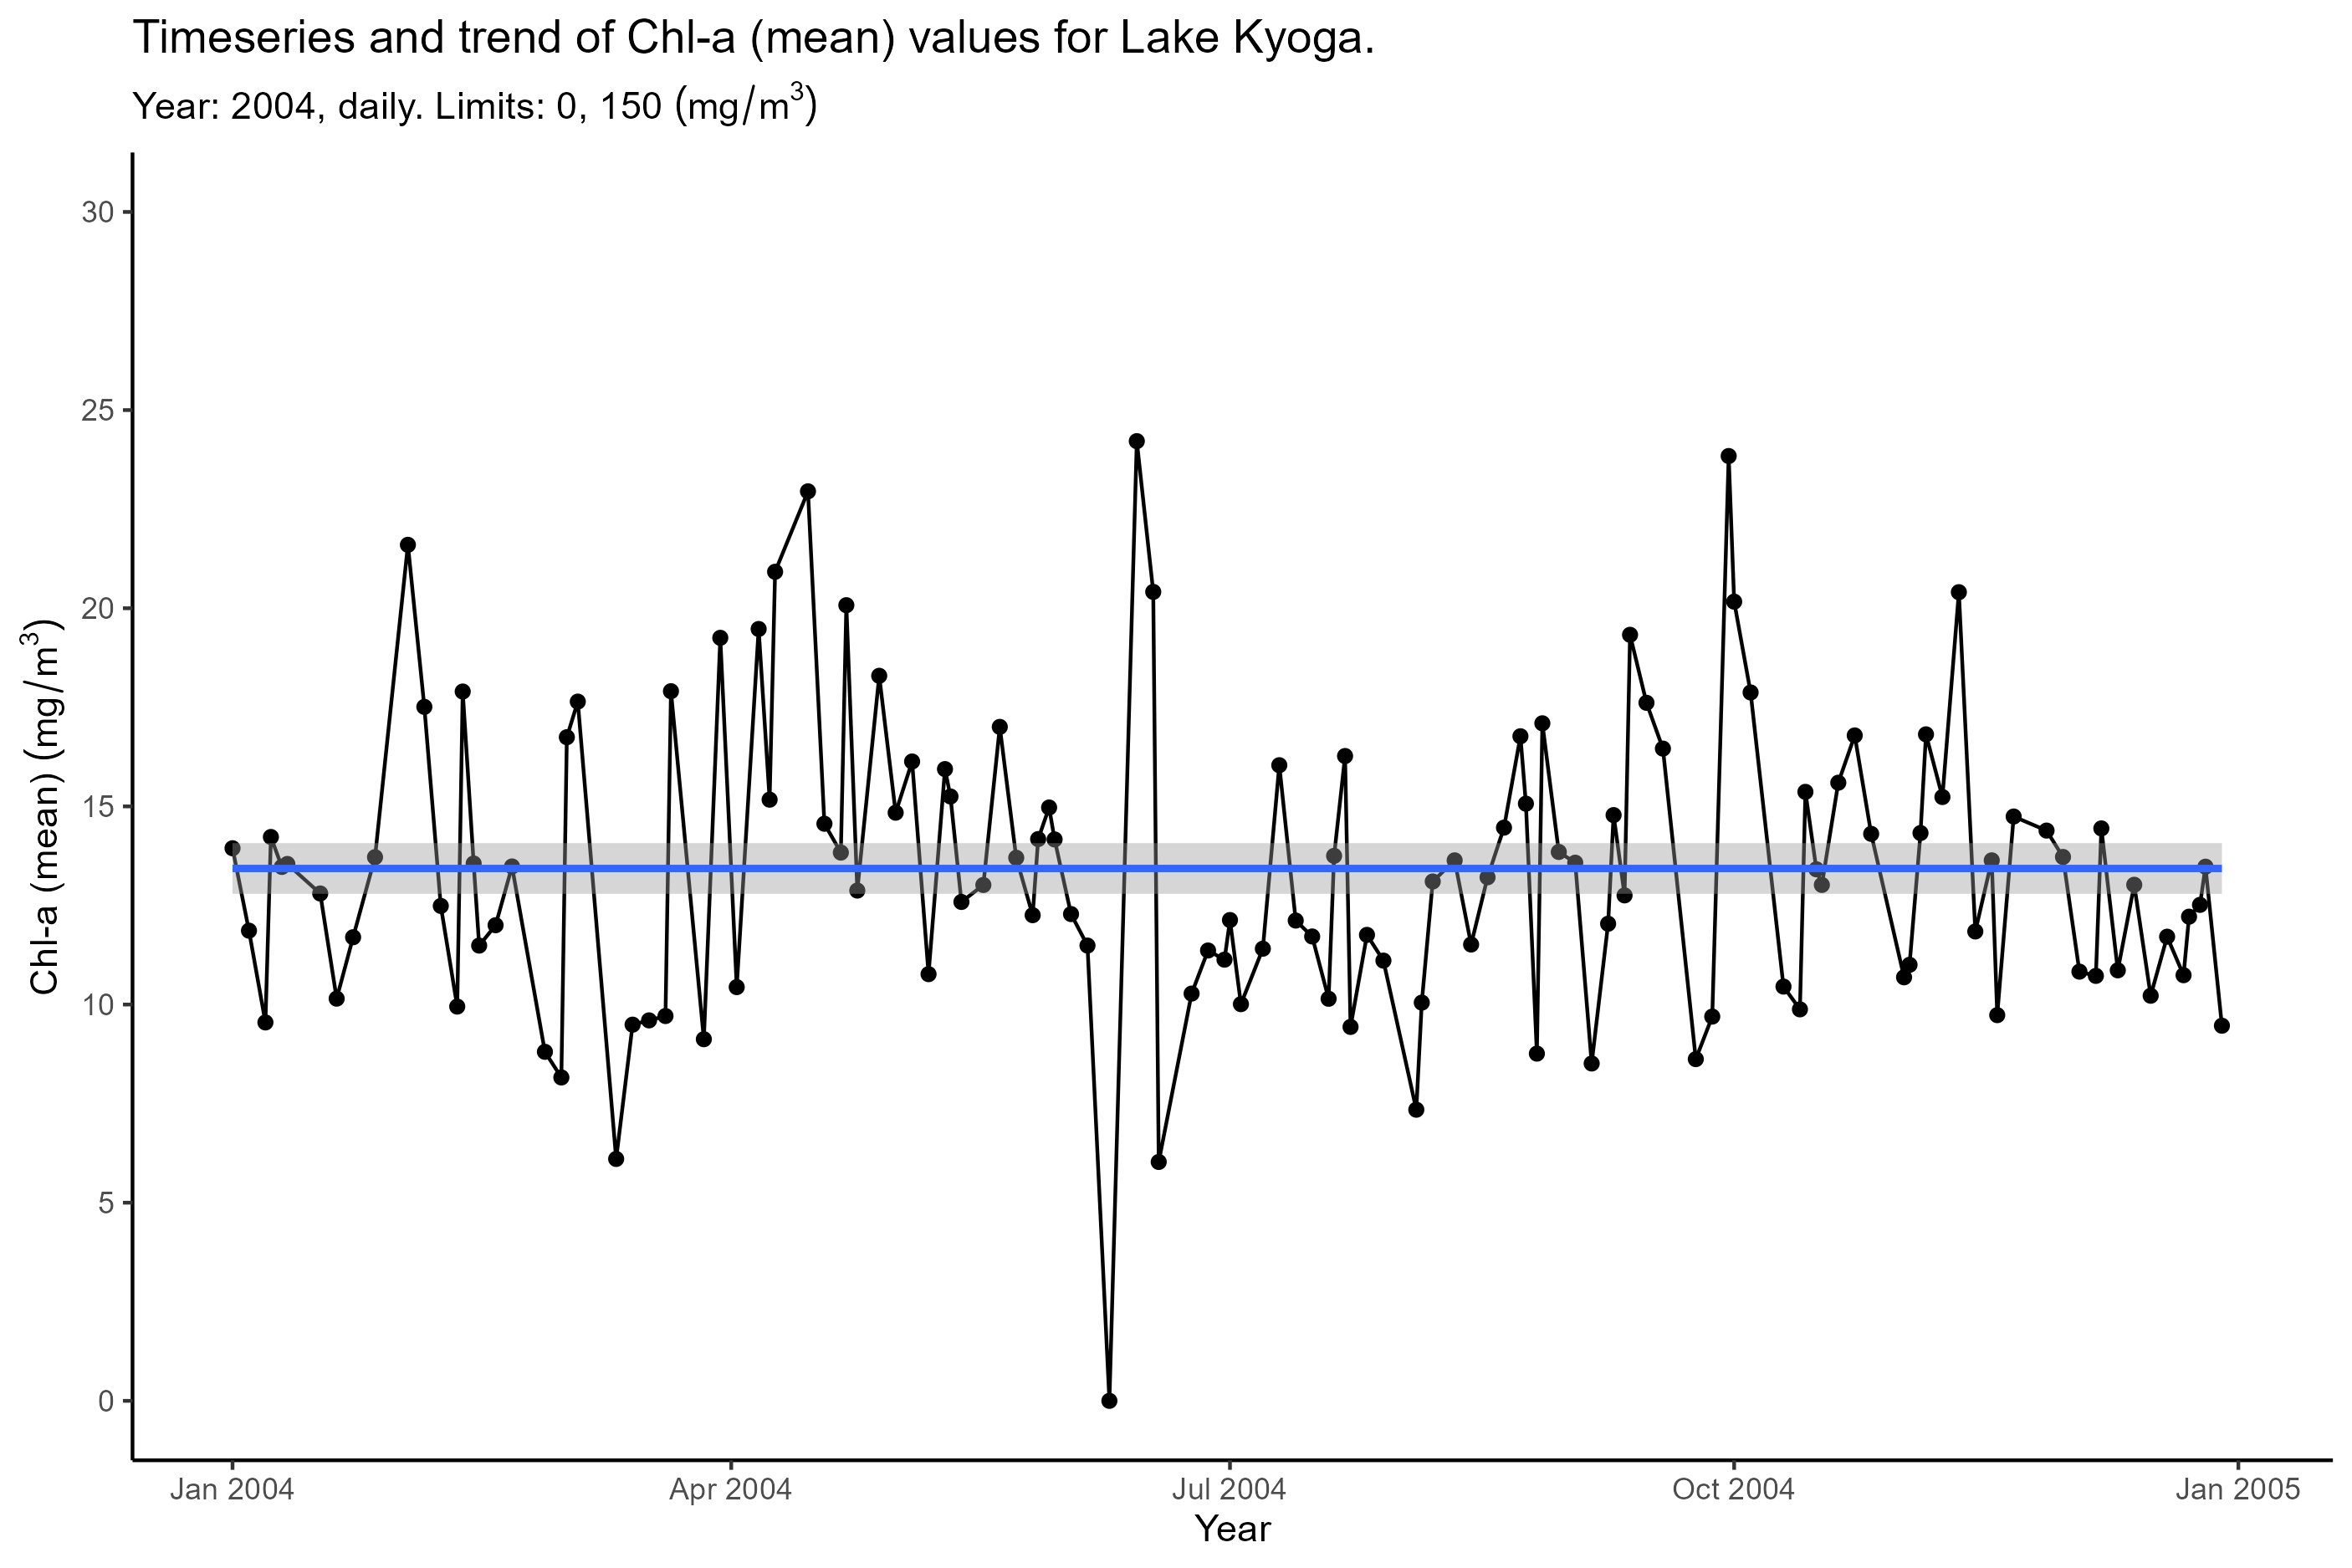 Timeseries and trend of Chl-a (mean) values for Lake Kyoga.
Year: 2004, daily. Limits: 0, 150 (mg/m³)
30
25
20
15
10
5
0
Chl-a (mean) (mg/m³)
Jan 2004
Apr 2004
Jul 2004
Oct 2004
Jan 2005
Year